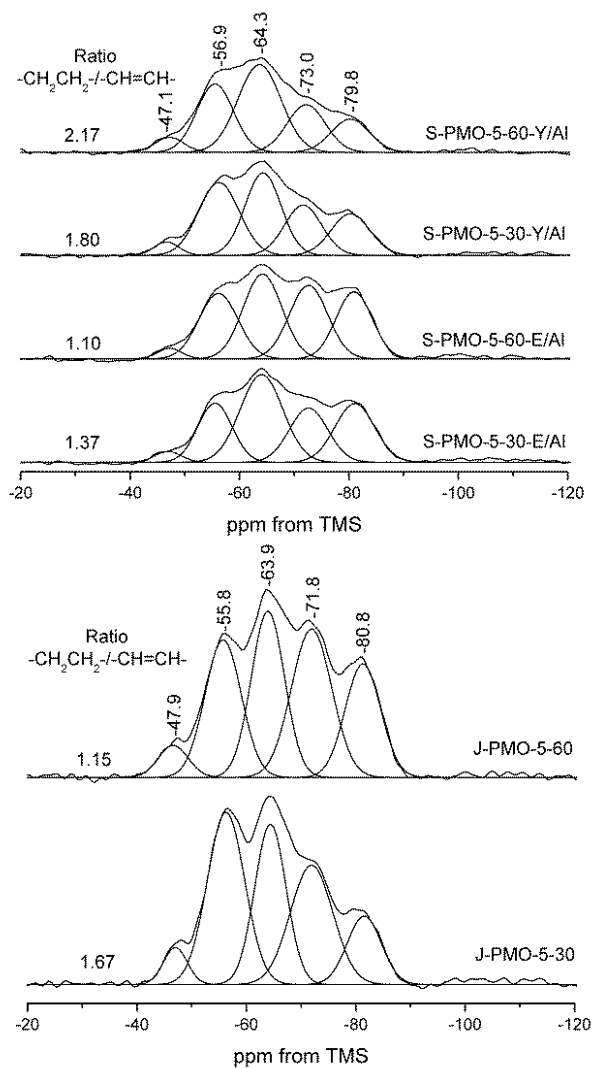 Ratio
-CH2CH2-/-CH=CH-
-47.1
-56.9
-64.3
-73.0
-79.8
2.17
S-PMO-5-60-Y/Al
1.80
S-PMO-5-30-Y/Al
1.10
S-PMO-5-60-E/Al
1.37
S-PMO-5-30-E/Al
-20 -40 -60 -80 -100 -120
ppm from TMS
Ratio
-CH2CH2-/-CH=CH-
-47.9
-55.8
-63.9
-71.8
-80.8
1.15
J-PMO-5-60
1.67
J-PMO-5-30
-20 -40 -60 -80 -100 -120
ppm from TMS